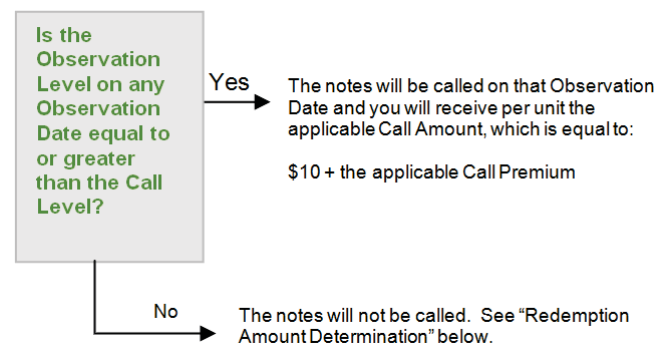 Is the
Observation
Level on any
Observation
Date equal to
or greater
than the Call
Level?
Yes
The notes will be called on that Observation
Date and you will receive per unit the
applicable Call Amount, which is equal to:
$10 + the applicable Call Premium
No
The notes will not be called. See “Redemption
Amount Determination” below.